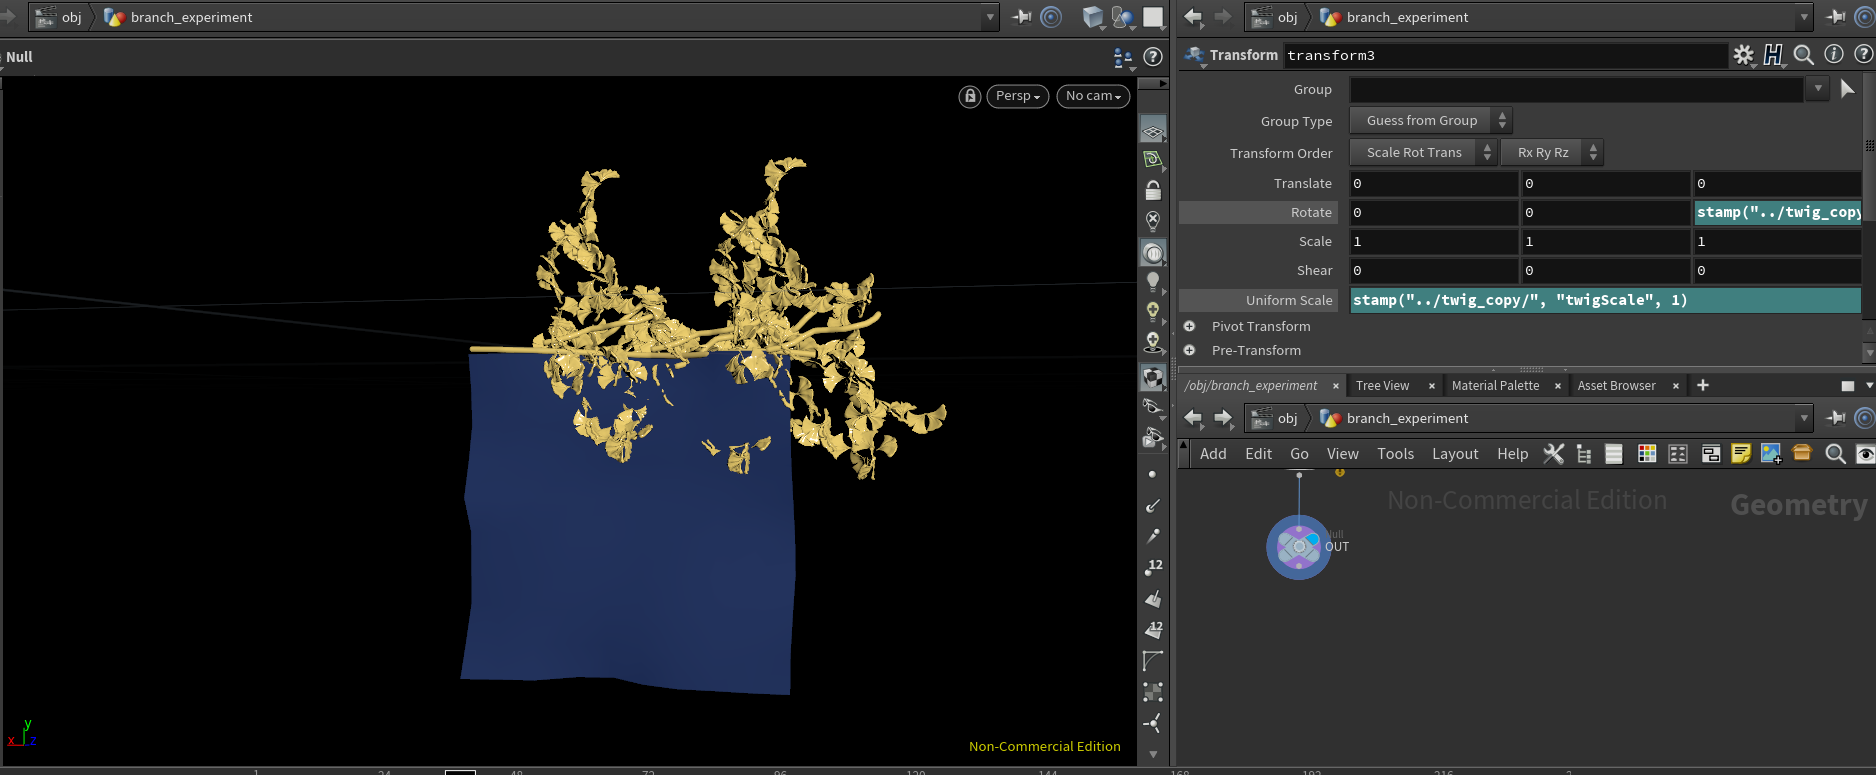 obj branch_experiment
Null
Persp No cam
y
x z
Non-Commercial Edition
12
12
24 48 72 96 120 144 168 192 216
obj branch_experiment
Transform transform3
Group
Group Type Guess from Group
Transform Order Scale Rot Trans Rx Ry Rz
Translate 0 0 0
Rotate 0 0 stamp("../twig_copy
Scale 1 1 1
Shear 0 0 0
Uniform Scale stamp("../twig_copy/", "twigScale", 1)
Pivot Transform
Pre-Transform
/obj/branch_experiment × Tree View × Material Palette × Asset Browser × +
obj branch_experiment
Add Edit Go View Tools Layout Help
Non-Commercial Edition Geometry
Null
OUT